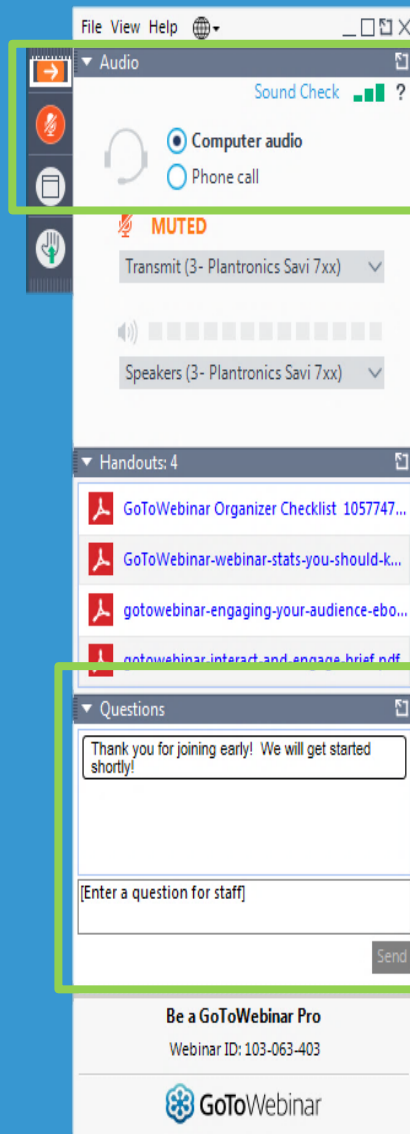 File View Help
Audio
Sound Check ?
Computer audio
Phone call
MUTED
Transmit (3- Plantronics Savi 7xx)
Speakers (3- Plantronics Savi 7xx)
Handouts: 4
GoToWebinar Organizer Checklist 1057747...
GoToWebinar-webinar-stats-you-should-k...
gotowebinar-engaging-your-audience-ebo...
gotowebinar-interact-and-engage-brief.pdf
Questions
Thank you for joining early! We will get started
shortly!
[Enter a question for staff]
Send
Be a GoToWebinar Pro
Webinar ID: 103-063-403
GoToWebinar